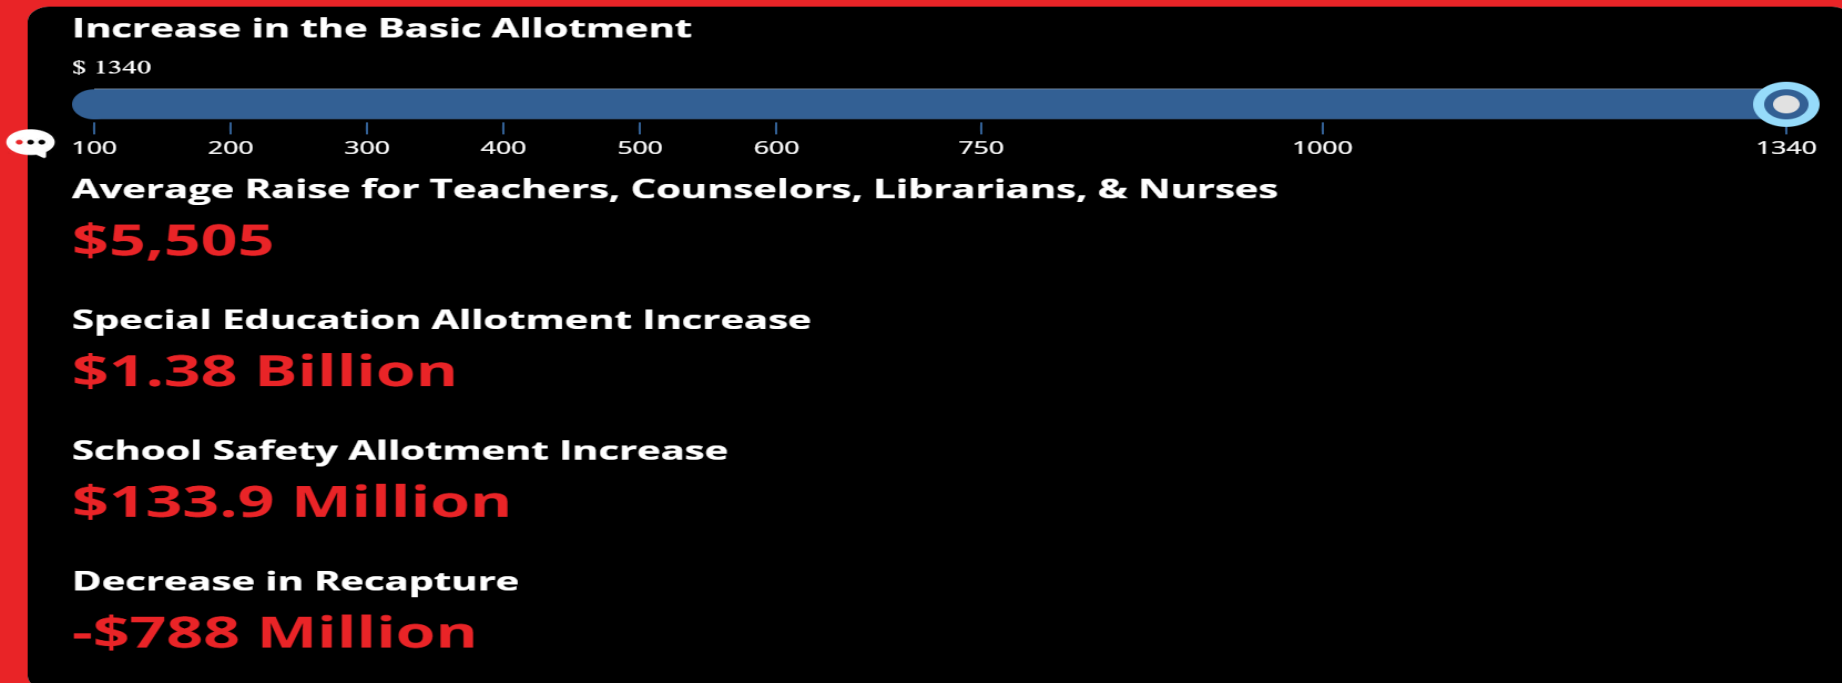 Increase in the Basic Allotment
$ 1340
100 200 300 400 500 600 750 1000 1340
Average Raise for Teachers, Counselors, Librarians, & Nurses
$5,505
Special Education Allotment Increase
$1.38 Billion
School Safety Allotment Increase
$133.9 Million
Decrease in Recapture
-$788 Million